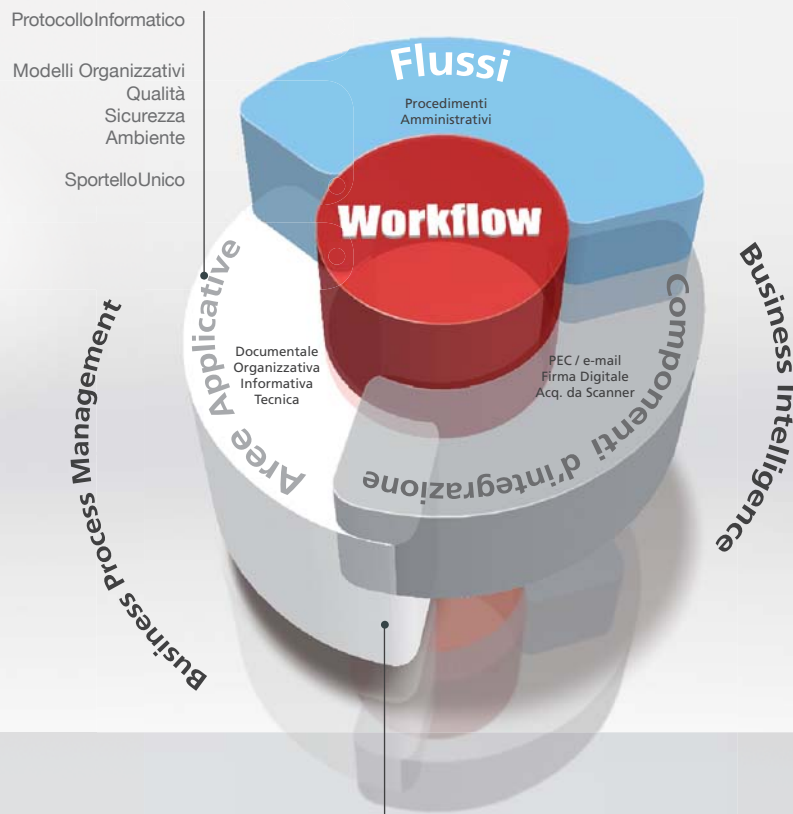 ProtocolloInformatico
Modelli Organizzativi
Qualità
Sicurezza
Ambiente
SportelloUnico
Flussi
Procedimenti
Amministrativi
Workflow
Aree Applicative
Documentale
Organizzativa
Informativa
Tecnica
Componenti d'integrazione
PEC / e-mail
Firma Digitale
Acq. da Scanner
Business Process Management
Business Intelligence